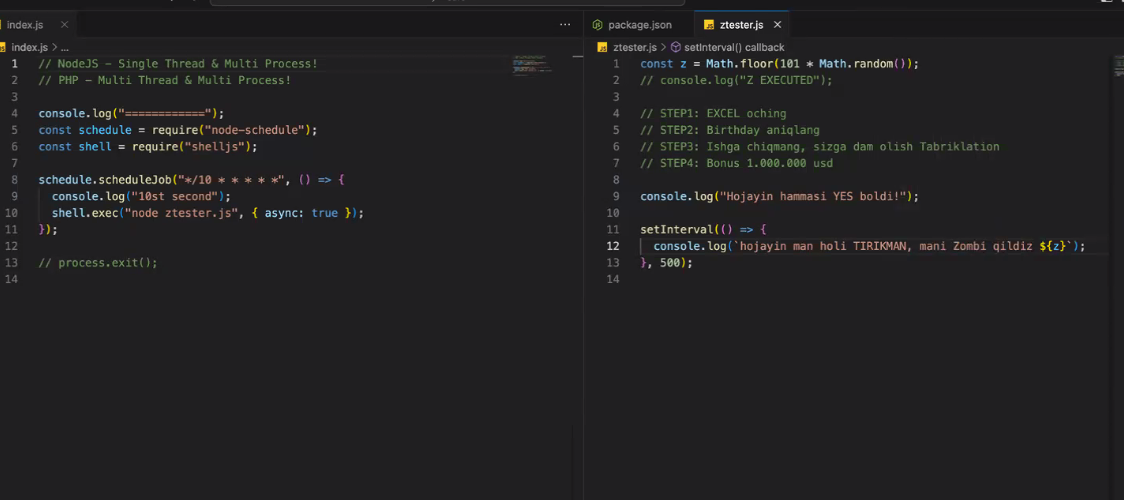 index.js
index.js > ...
1 // NodeJS - Single Thread & Multi Process!
2 // PHP - Multi Thread & Multi Process!
3
4 console.log("============");
5 const schedule = require("node-schedule");
6 const shell = require("shelljs");
7
8 schedule.scheduleJob("*/10 * * * * *", () => {
9 console.log("10st second");
10 shell.exec("node ztester.js", { async: true });
11 });
12
13 // process.exit();
14
package.json
JS ztester.js
JS ztester.js > setInterval() callback
1 const z = Math.floor(101 * Math.random());
2 // console.log("Z EXECUTED");
3
4 // STEP1: EXCEL oching
5 // STEP2: Birthday aniqlang
6 // STEP3: Ishga chiqmang, sizga dam olish Tabriklation
7 // STEP4: Bonus 1.000.000 usd
8
9 console.log("Hojayin hammasi YES boldi!");
10
11 setInterval(() => {
12 console.log(`hojayin man holi TIRIKMAN, mani Zombi qildiz ${z}`);
13 }, 500);
14